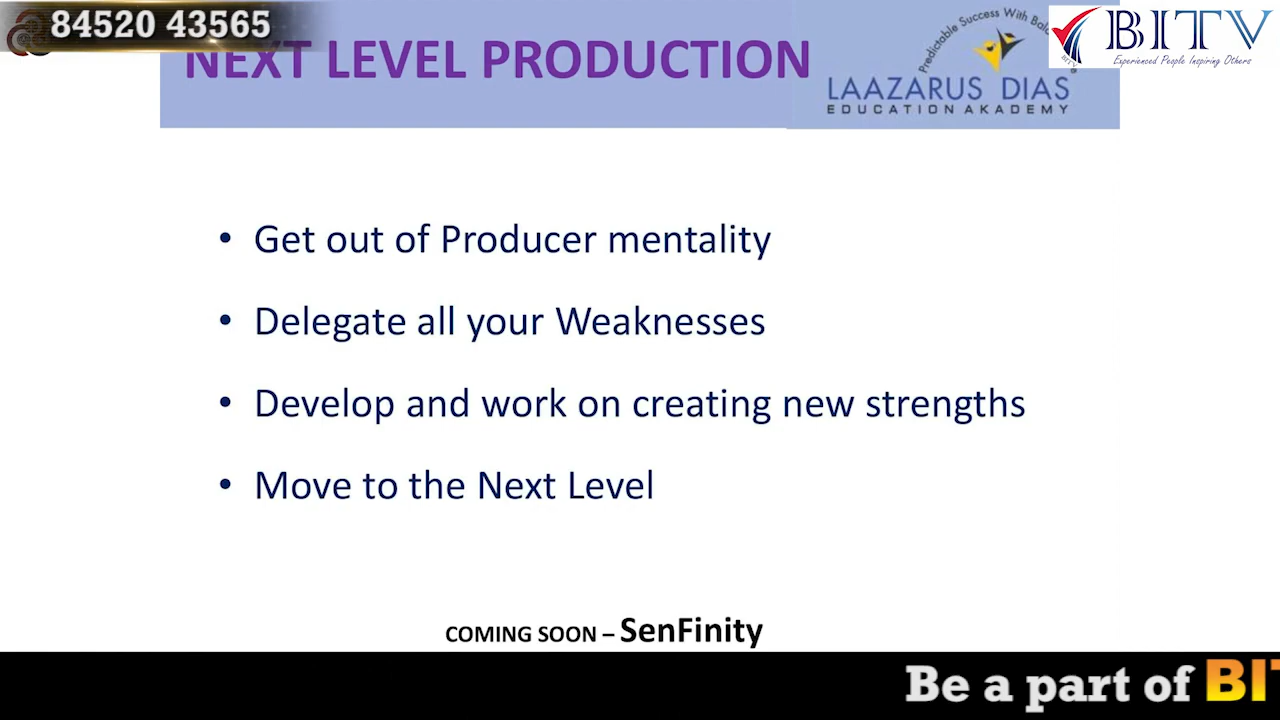 84520 43565
NEXT LEVEL PRODUCTION
Predictable Success With
LAAZARUS DIAS
EDUCATION AKADEMY
BITV
Experienced People Inspiring Others
• Get out of Producer mentality
• Delegate all your Weaknesses
• Develop and work on creating new strengths
• Move to the Next Level
COMING SOON – SenFinity
Be a part of